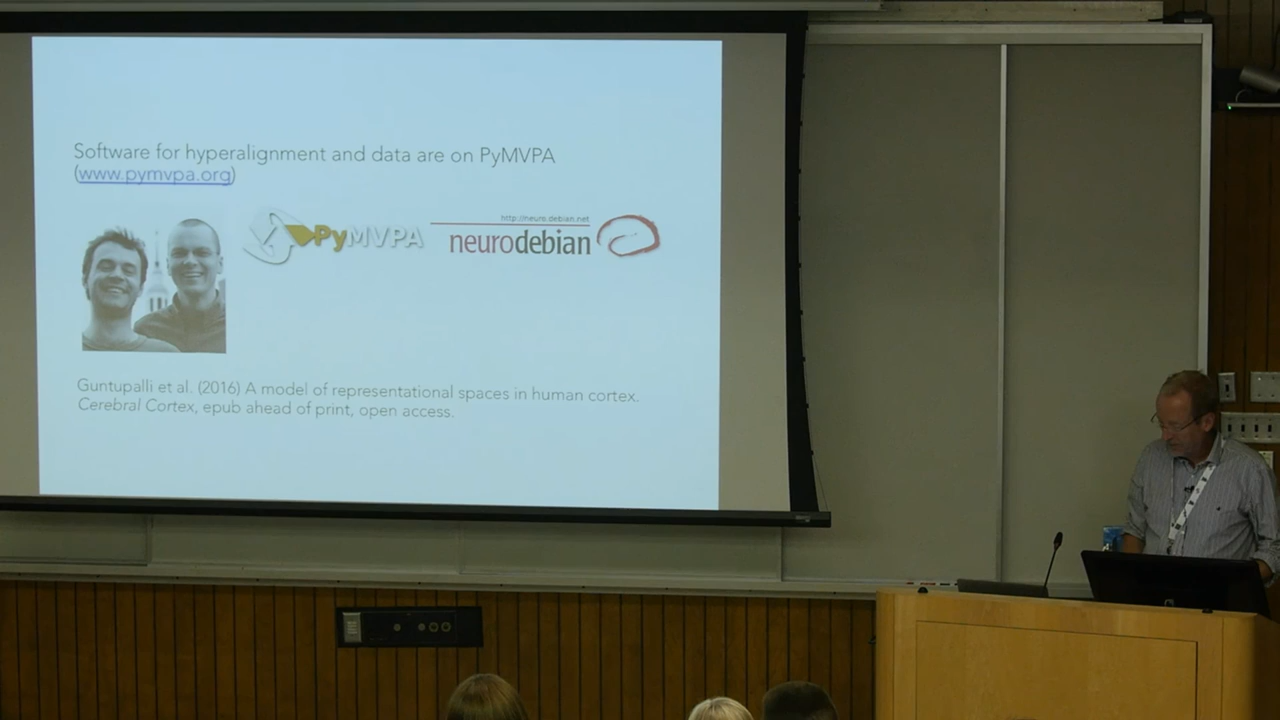 Software for hyperalignment and data are on PyMVPA
(www.pymvpa.org)
PyMVPA
http://neuro.debian.net
neurodebian
Guntupalli et al. (2016) A model of representational spaces in human cortex.
Cerebral Cortex, epub ahead of print, open access.